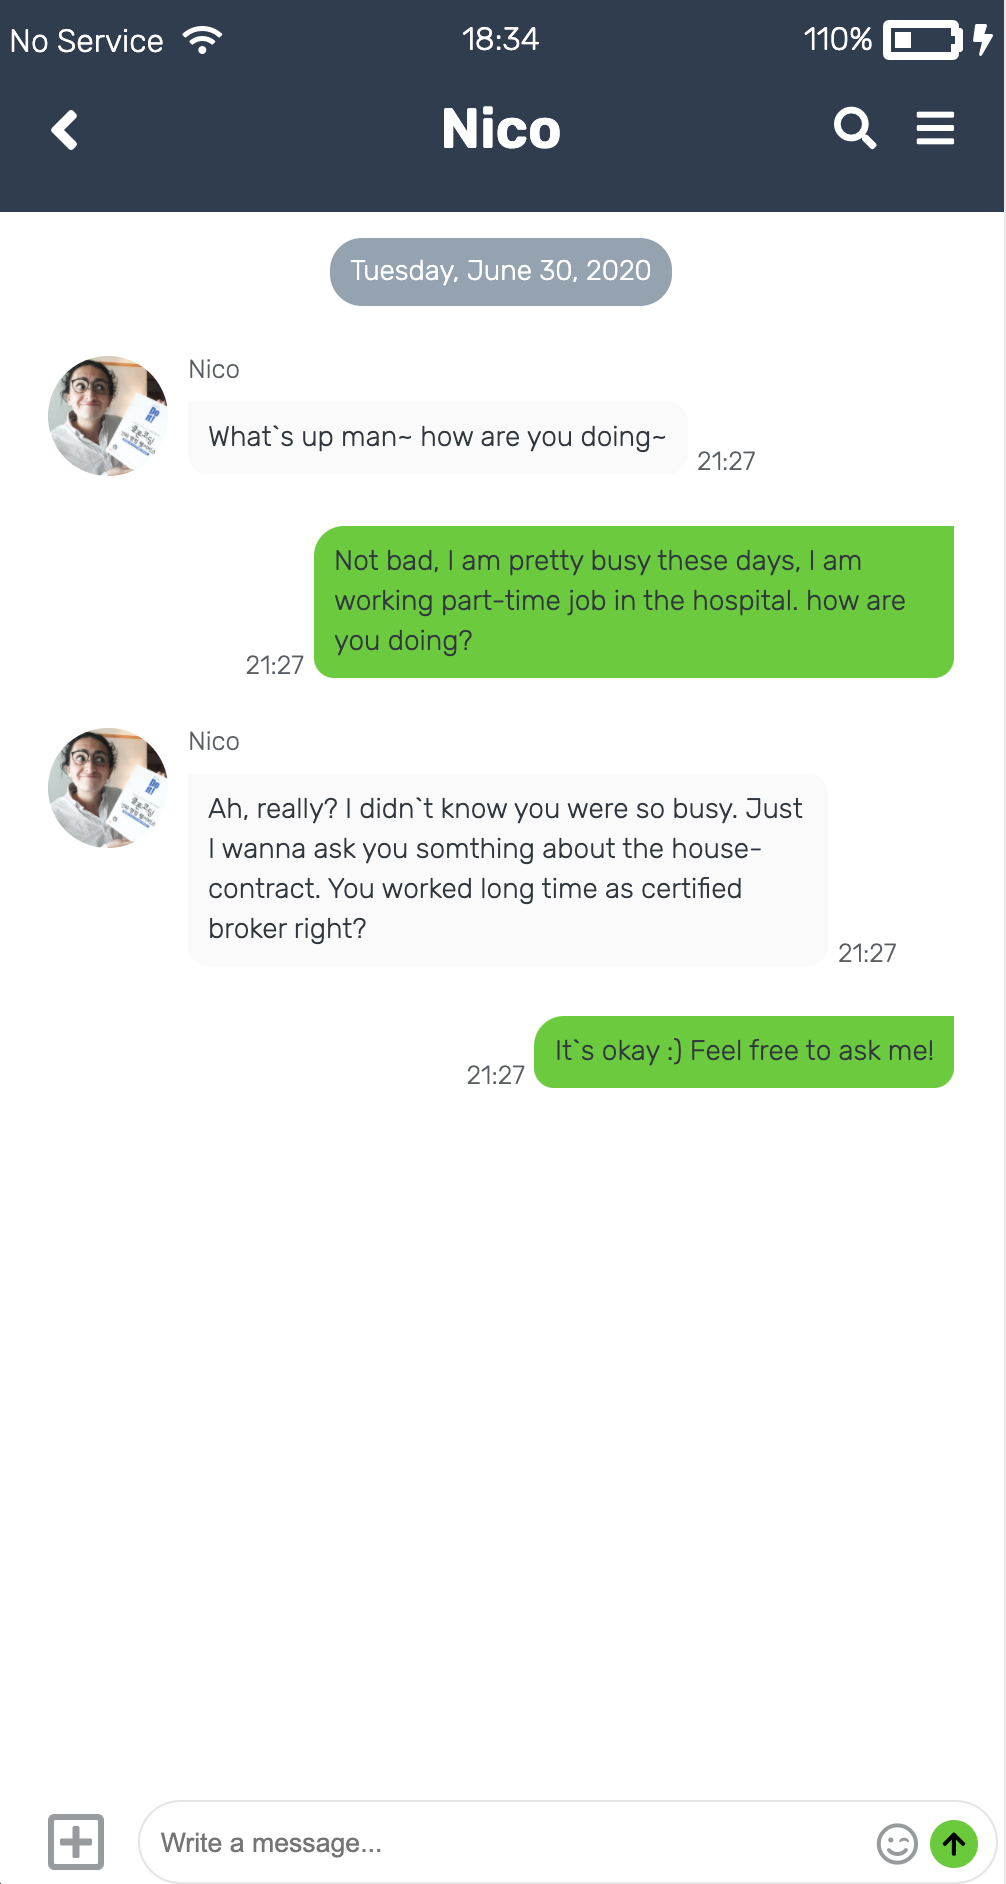 No Service
18:34
110%
Nico
Tuesday, June 30, 2020
Nico
What`s up man~ how are you doing~
21:27
Not bad, I am pretty busy these days, I am
working part-time job in the hospital. how are
you doing?
21:27
Nico
Ah, really? I didn`t know you were so busy. Just
I wanna ask you somthing about the house-
contract. You worked long time as certified
broker right?
21:27
It`s okay :) Feel free to ask me!
21:27
Write a message...